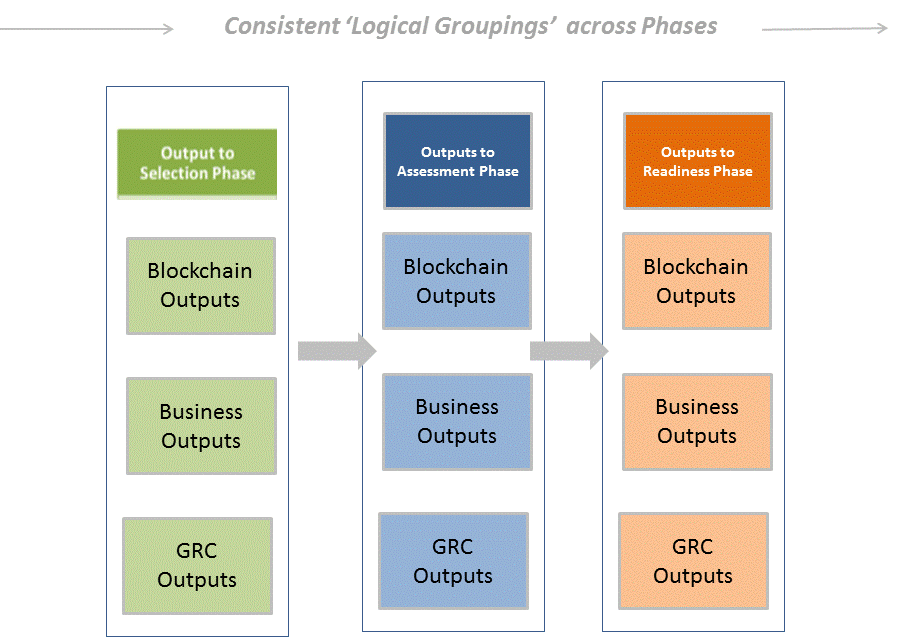 Consistent ‘Logical Groupings’ across Phases
Output to
Selection Phase
Blockchain
Outputs
Business
Outputs
GRC
Outputs
Outputs to
Assessment Phase
Blockchain
Outputs
Business
Outputs
GRC
Outputs
Outputs to
Readiness Phase
Blockchain
Outputs
Business
Outputs
GRC
Outputs